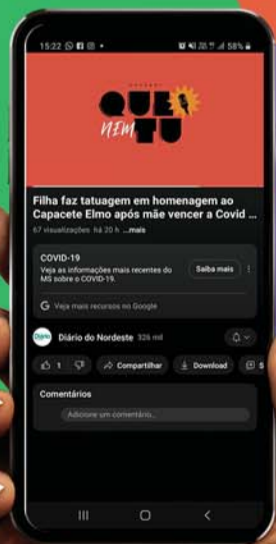 15:22
58%
PODCAST
QUE
NEM
TU
Filha faz tatuagem em homenagem ao
Capacete Elmo após mãe vencer a Covid ...
67 visualizações há 20 h ...mais
COVID-19
Veja as informações mais recentes do
MS sobre o COVID-19.
Saiba mais
G Veja mais recursos no Google
Diário do Nordeste 326 mil
1 Compartilhar Download S
Comentários
Adicione um comentário...